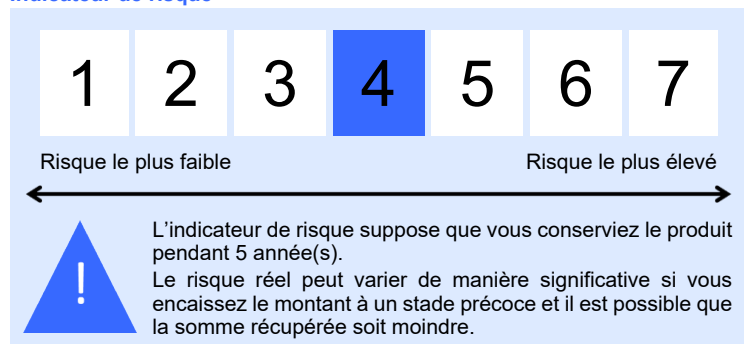 Indicateur de risque
1 2 3 4 5 6 7
Risque le plus faible Risque le plus élevé
!
L'indicateur de risque suppose que vous conserviez le produit
pendant 5 année(s).
Le risque réel peut varier de manière significative si vous
encaissez le montant à un stade précoce et il est possible que
la somme récupérée soit moindre.